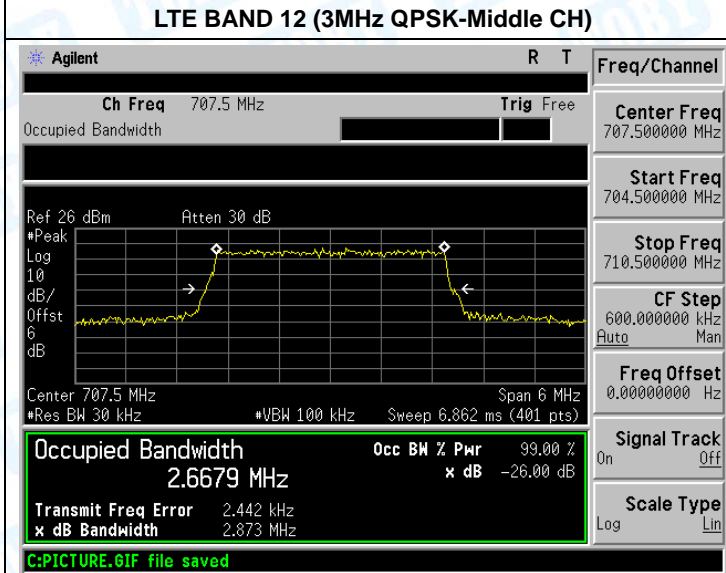 LTE BAND 12 (3MHz QPSK-Middle CH)
Agilent R T
Freq/Channel
Ch Freq 707.5 MHz Trig Free
Occupied Bandwidth
Center Freq
707.500000 MHz
Start Freq
704.500000 MHz
Stop Freq
710.500000 MHz
CF Step
600.000000 kHz
Auto Man
Freq Offset
0.00000000 Hz
Signal Track
On Off
Scale Type
Log Lin
Ref 26 dBm Atten 30 dB
#Peak
Log
10
dB/
Offst
6
dB
Center 707.5 MHz Span 6 MHz
#Res BW 30 kHz #VBW 100 kHz Sweep 6.862 ms (401 pts)
Occupied Bandwidth Occ BW % Pwr 99.00 %
2.6679 MHz x dB -26.00 dB
Transmit Freq Error 2.442 kHz
x dB Bandwidth 2.873 MHz
C:PICTURE.GIF file saved